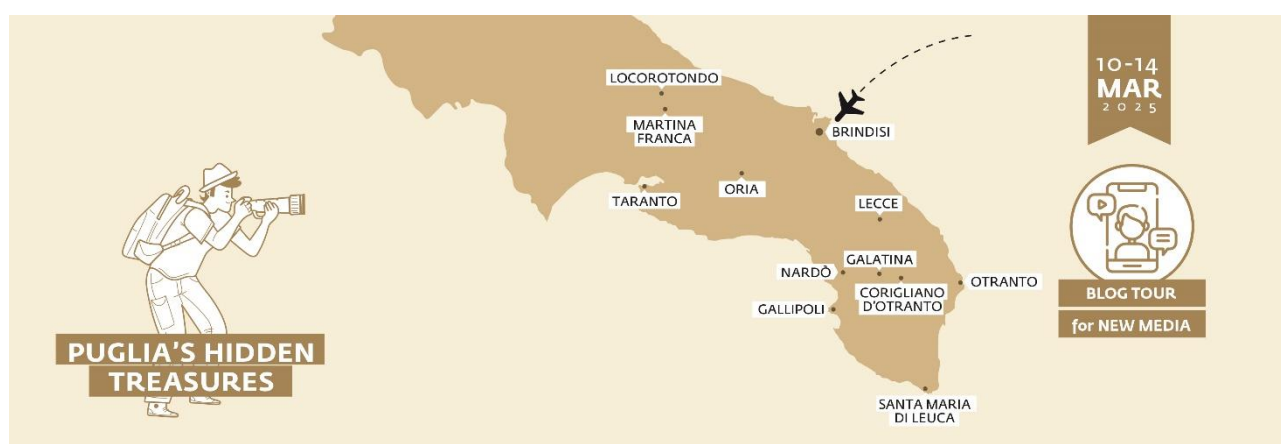 PUGLIA'S HIDDEN
TREASURES
LOCOROTONDO
MARTINA
FRANCA
BRINDISI
ORIA
TARANTO
LECCE
NARDÒ
GALATINA
CORIGLIANO
D'OTRANTO
OTRANTO
GALLIPOLI
SANTA MARIA
DI LEUCA
10-14
MAR
2025
BLOG TOUR
for NEW MEDIA